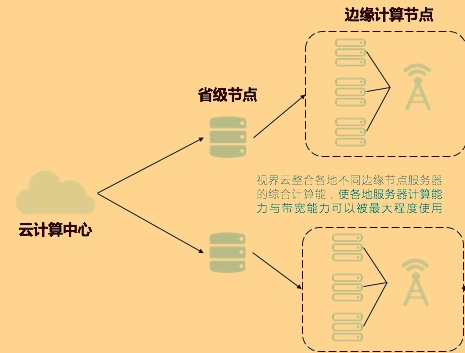 边缘计算节点
省级节点
视界云整合各地不同边缘节点服务器
的综合计算能, 使各地服务器计算能
力与带宽能力可以被最大程度使用
云计算中心